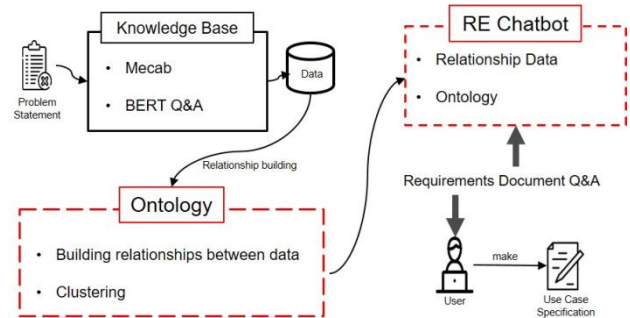 Knowledge Base
• Mecab
• BERT Q&A
Problem
Statement
Data
Relationship building
Ontology
• Building relationships between data
• Clustering
RE Chatbot
• Relationship Data
• Ontology
Requirements Document Q&A
make
User
Use Case
Specification